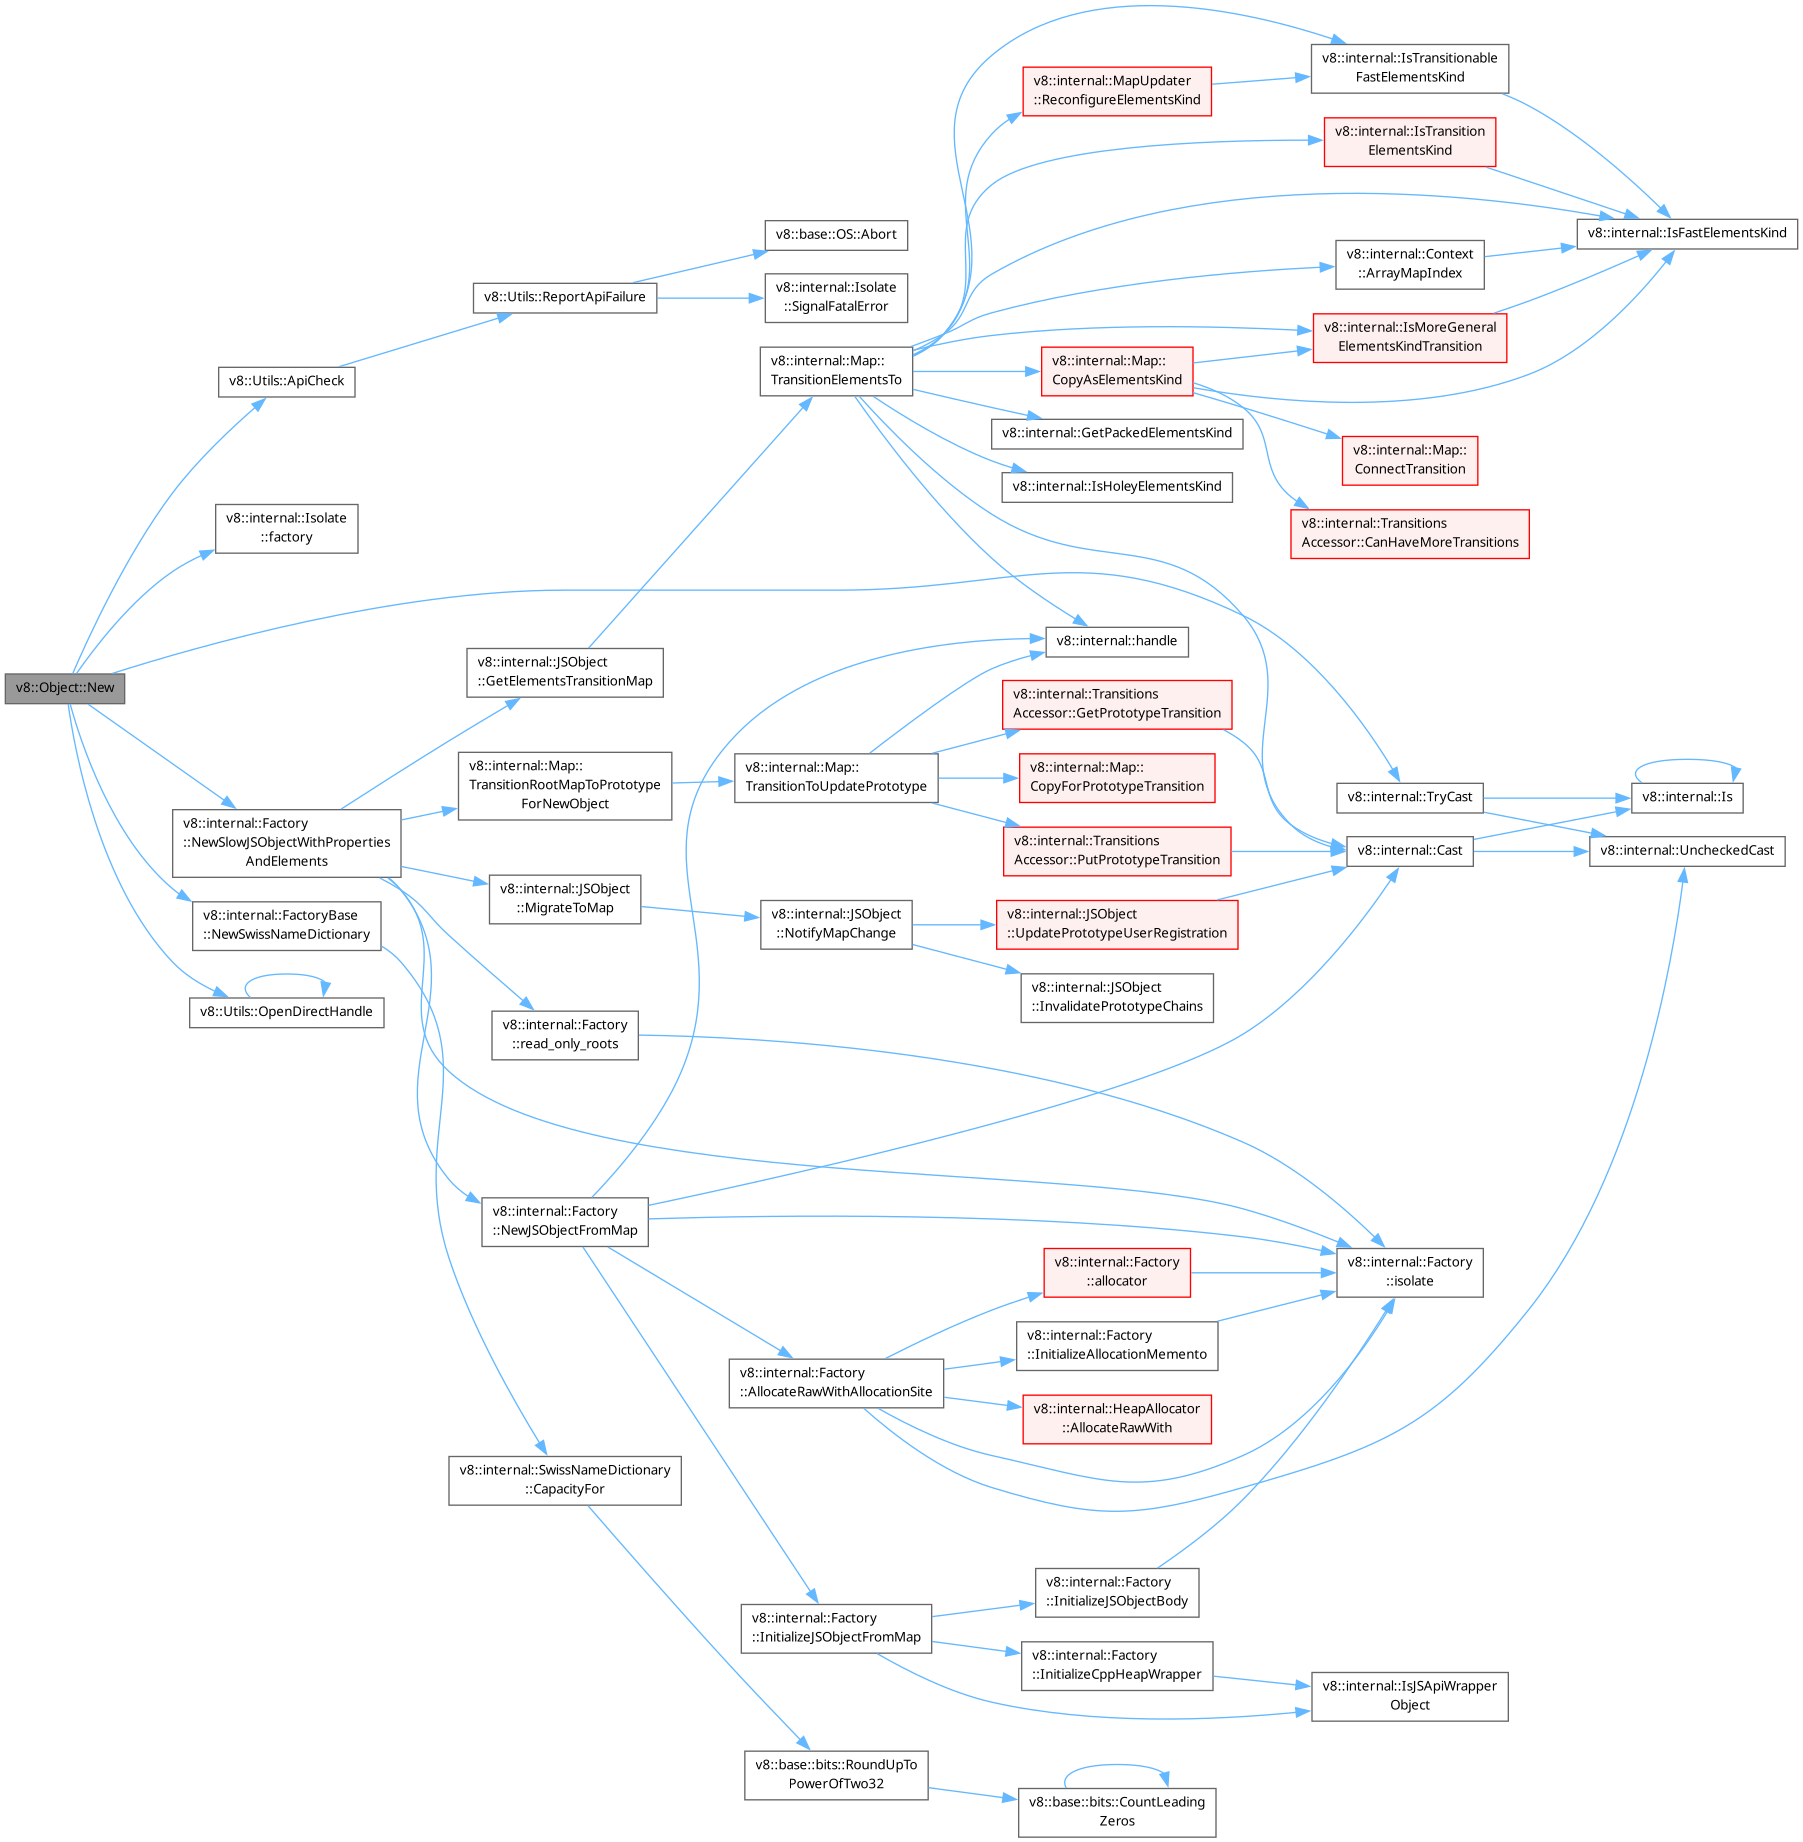 v8::Object::New
v8::Utils::ApiCheck
v8::internal::Isolate
::factory
v8::internal::Factory
::NewSlowJSObjectWithProperties
AndElements
v8::internal::FactoryBase
::NewSwissNameDictionary
v8::Utils::OpenDirectHandle
v8::Utils::ReportApiFailure
v8::internal::JSObject
::GetElementsTransitionMap
v8::internal::Map::
TransitionRootMapToPrototype
ForNewObject
v8::internal::JSObject
::MigrateToMap
v8::internal::Factory
::read_only_roots
v8::internal::Factory
::NewJSObjectFromMap
v8::internal::SwissNameDictionary
::CapacityFor
v8::base::OS::Abort
v8::internal::Isolate
::SignalFatalError
v8::internal::Map::
TransitionElementsTo
v8::internal::Map::
TransitionToUpdatePrototype
v8::internal::JSObject
::NotifyMapChange
v8::internal::Factory
::AllocateRawWithAllocationSite
v8::internal::Factory
::InitializeJSObjectFromMap
v8::base::bits::RoundUpTo
PowerOfTwo32
v8::internal::MapUpdater
::ReconfigureElementsKind
v8::internal::Map::
CopyAsElementsKind
v8::internal::GetPackedElementsKind
v8::internal::IsHoleyElementsKind
v8::internal::handle
v8::internal::Transitions
Accessor::GetPrototypeTransition
v8::internal::Map::
CopyForPrototypeTransition
v8::internal::Transitions
Accessor::PutPrototypeTransition
v8::internal::JSObject
::UpdatePrototypeUserRegistration
v8::internal::JSObject
::InvalidatePrototypeChains
v8::internal::Factory
::allocator
v8::internal::Factory
::InitializeAllocationMemento
v8::internal::HeapAllocator
::AllocateRawWith
v8::internal::Factory
::InitializeJSObjectBody
v8::internal::Factory
::InitializeCppHeapWrapper
v8::base::bits::CountLeading
Zeros
v8::internal::IsTransitionable
FastElementsKind
v8::internal::IsTransition
ElementsKind
v8::internal::Context
::ArrayMapIndex
v8::internal::IsMoreGeneral
ElementsKindTransition
v8::internal::Map::
ConnectTransition
v8::internal::Transitions
Accessor::CanHaveMoreTransitions
v8::internal::TryCast
v8::internal::Cast
v8::internal::Factory
::isolate
v8::internal::IsJSApiWrapper
Object
v8::internal::IsFastElementsKind
v8::internal::Is
v8::internal::UncheckedCast